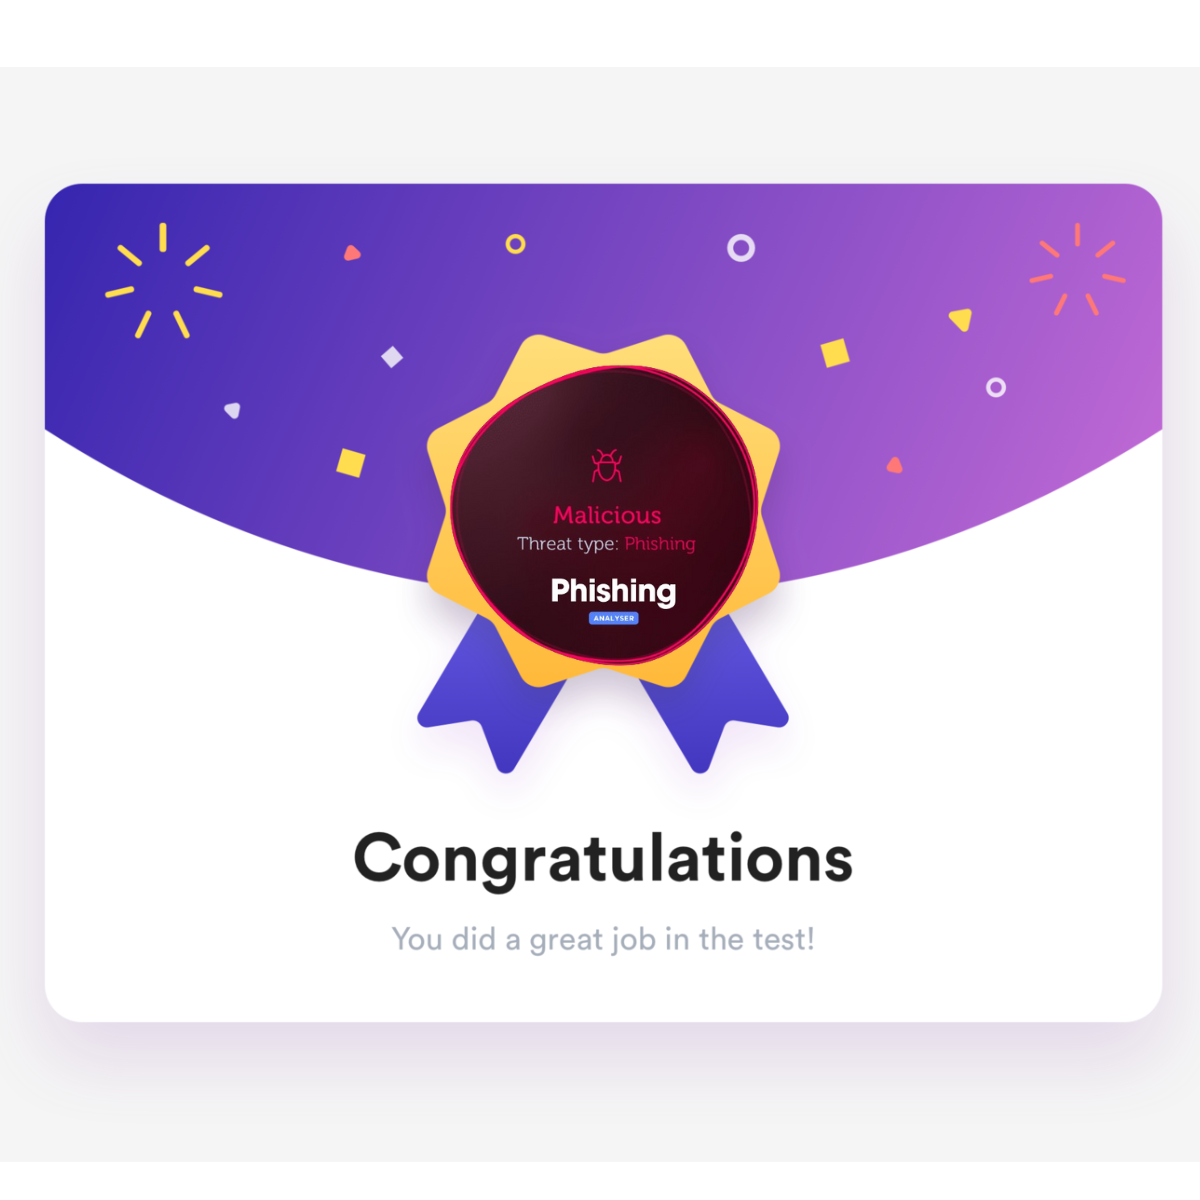 Malicious
Threat type: Phishing
Phishing
ANALYSER
Congratulations
You did a great job in the test!